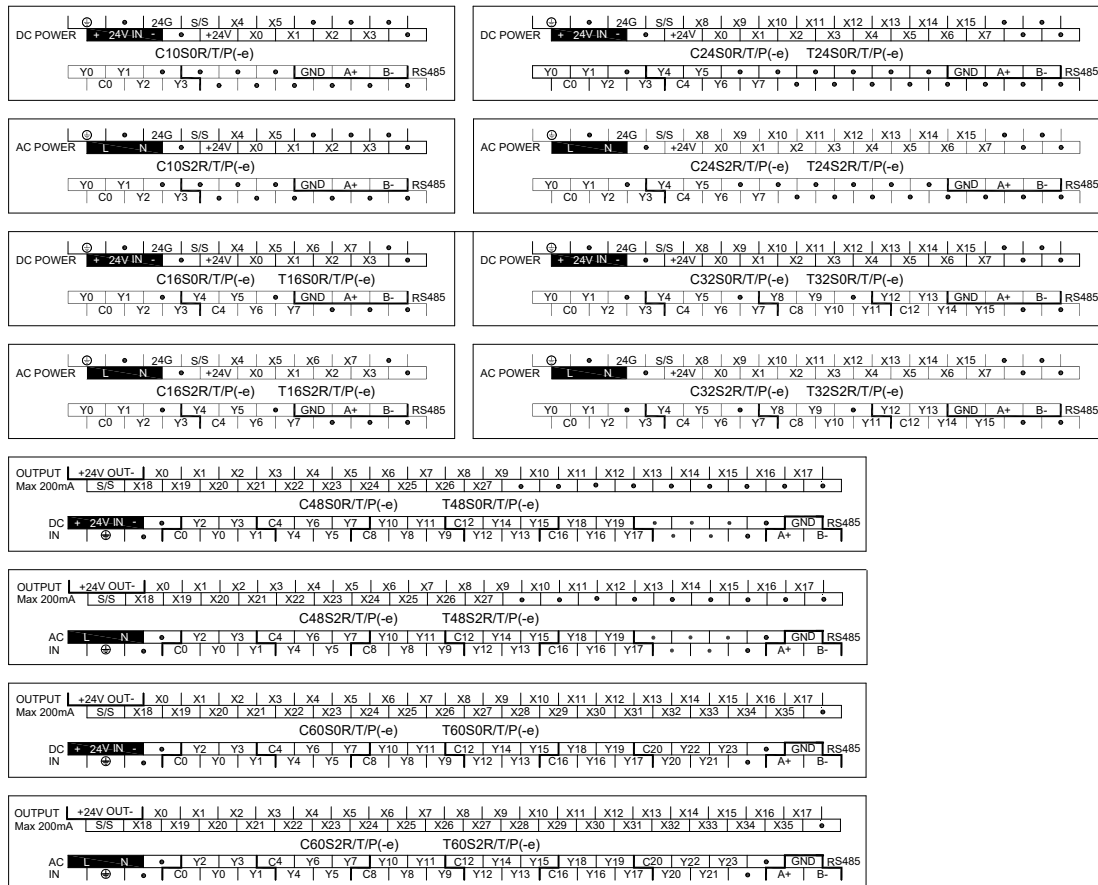 24G S/S X4 X5
DC POWER + 24V IN - +24V X0 X1 X2 X3
C10S0R/T/P(-e)
Y0 Y1 GND A+ B- RS485
C0 Y2 Y3
24G S/S X8 X9 X10 X11 X12 X13 X14 X15
DC POWER + 24V IN - +24V X0 X1 X2 X3 X4 X5 X6 X7
C24S0R/T/P(-e) T24S0R/T/P(-e)
Y0 Y1 Y4 Y5 GND A+ B- RS485
C0 Y2 Y3 C4 Y6 Y7
24G S/S X4 X5
AC POWER L N +24V X0 X1 X2 X3
C10S2R/T/P(-e)
Y0 Y1 GND A+ B- RS485
C0 Y2 Y3
24G S/S X8 X9 X10 X11 X12 X13 X14 X15
AC POWER L N +24V X0 X1 X2 X3 X4 X5 X6 X7
C24S2R/T/P(-e) T24S2R/T/P(-e)
Y0 Y1 Y4 Y5 GND A+ B- RS485
C0 Y2 Y3 C4 Y6 Y7
24G S/S X4 X5 X6 X7
DC POWER + 24V IN - +24V X0 X1 X2 X3
C16S0R/T/P(-e) T16S0R/T/P(-e)
Y0 Y1 Y4 Y5 GND A+ B- RS485
C0 Y2 Y3 C4 Y6 Y7
24G S/S X8 X9 X10 X11 X12 X13 X14 X15
DC POWER + 24V IN - +24V X0 X1 X2 X3 X4 X5 X6 X7
C32S0R/T/P(-e) T32S0R/T/P(-e)
Y0 Y1 Y4 Y5 Y8 Y9 Y12 Y13 GND A+ B- RS485
C0 Y2 Y3 C4 Y6 Y7 C8 Y10 Y11 C12 Y14 Y15
24G S/S X4 X5 X6 X7
AC POWER L N +24V X0 X1 X2 X3
C16S2R/T/P(-e) T16S2R/T/P(-e)
Y0 Y1 Y4 Y5 GND A+ B- RS485
C0 Y2 Y3 C4 Y6 Y7
24G S/S X8 X9 X10 X11 X12 X13 X14 X15
AC POWER L N +24V X0 X1 X2 X3 X4 X5 X6 X7
C32S2R/T/P(-e) T32S2R/T/P(-e)
Y0 Y1 Y4 Y5 Y8 Y9 Y12 Y13 GND A+ B- RS485
C0 Y2 Y3 C4 Y6 Y7 C8 Y10 Y11 C12 Y14 Y15
OUTPUT +24V OUT- X0 X1 X2 X3 X4 X5 X6 X7 X8 X9 X10 X11 X12 X13 X14 X15 X16 X17
Max 200mA S/S X18 X19 X20 X21 X22 X23 X24 X25 X26 X27
C48S0R/T/P(-e) T48S0R/T/P(-e)
DC + 24V IN - Y2 Y3 C4 Y6 Y7 Y10 Y11 C12 Y14 Y15 Y18 Y19 GND RS485
IN C0 Y0 Y1 Y4 Y5 C8 Y8 Y9 Y12 Y13 C16 Y16 Y17 A+ B-
OUTPUT +24V OUT- X0 X1 X2 X3 X4 X5 X6 X7 X8 X9 X10 X11 X12 X13 X14 X15 X16 X17
Max 200mA S/S X18 X19 X20 X21 X22 X23 X24 X25 X26 X27
C48S2R/T/P(-e) T48S2R/T/P(-e)
AC L N Y2 Y3 C4 Y6 Y7 Y10 Y11 C12 Y14 Y15 Y18 Y19 GND RS485
IN C0 Y0 Y1 Y4 Y5 C8 Y8 Y9 Y12 Y13 C16 Y16 Y17 A+ B-
OUTPUT +24V OUT- X0 X1 X2 X3 X4 X5 X6 X7 X8 X9 X10 X11 X12 X13 X14 X15 X16 X17
Max 200mA S/S X18 X19 X20 X21 X22 X23 X24 X25 X26 X27 X28 X29 X30 X31 X32 X33 X34 X35
C60S0R/T/P(-e) T60S0R/T/P(-e)
DC + 24V IN - Y2 Y3 C4 Y6 Y7 Y10 Y11 C12 Y14 Y15 Y18 Y19 C20 Y22 Y23 GND RS485
IN C0 Y0 Y1 Y4 Y5 C8 Y8 Y9 Y12 Y13 C16 Y16 Y17 Y20 Y21 A+ B-
OUTPUT +24V OUT- X0 X1 X2 X3 X4 X5 X6 X7 X8 X9 X10 X11 X12 X13 X14 X15 X16 X17
Max 200mA S/S X18 X19 X20 X21 X22 X23 X24 X25 X26 X27 X28 X29 X30 X31 X32 X33 X34 X35
C60S2R/T/P(-e) T60S2R/T/P(-e)
AC L N Y2 Y3 C4 Y6 Y7 Y10 Y11 C12 Y14 Y15 Y18 Y19 C20 Y22 Y23 GND RS485
IN C0 Y0 Y1 Y4 Y5 C8 Y8 Y9 Y12 Y13 C16 Y16 Y17 Y20 Y21 A+ B-